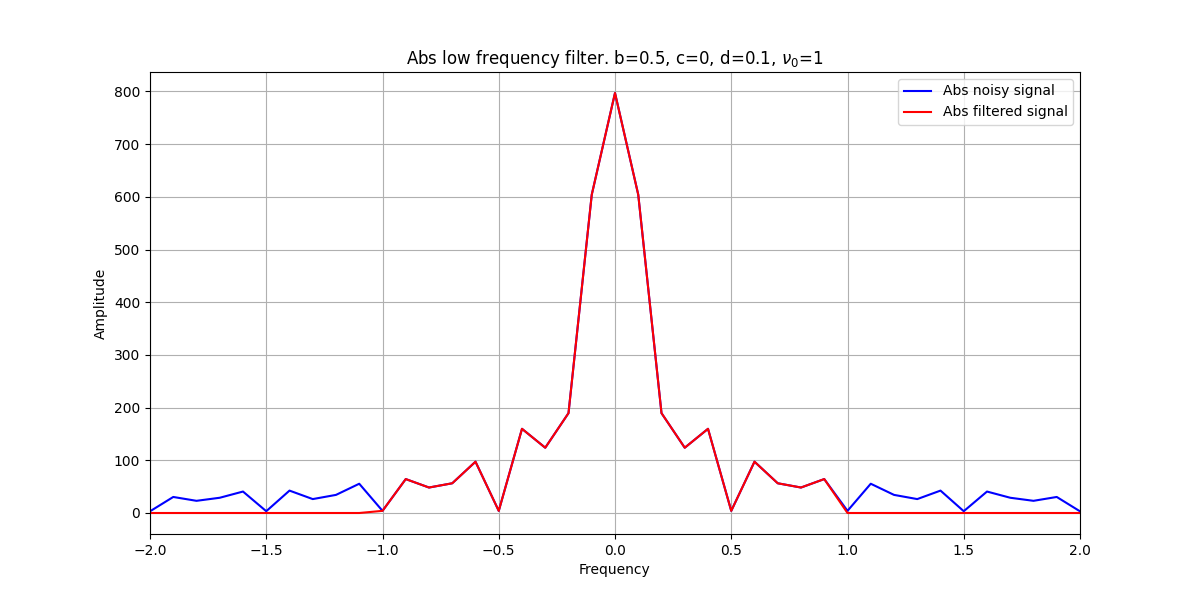 Abs low frequency filter. b=0.5, c=0, d=0.1, ν₀=1
Abs noisy signal
Abs filtered signal
800
700
600
500
400
300
200
100
0
Amplitude
−2.0 −1.5 −1.0 −0.5 0.0 0.5 1.0 1.5 2.0
Frequency